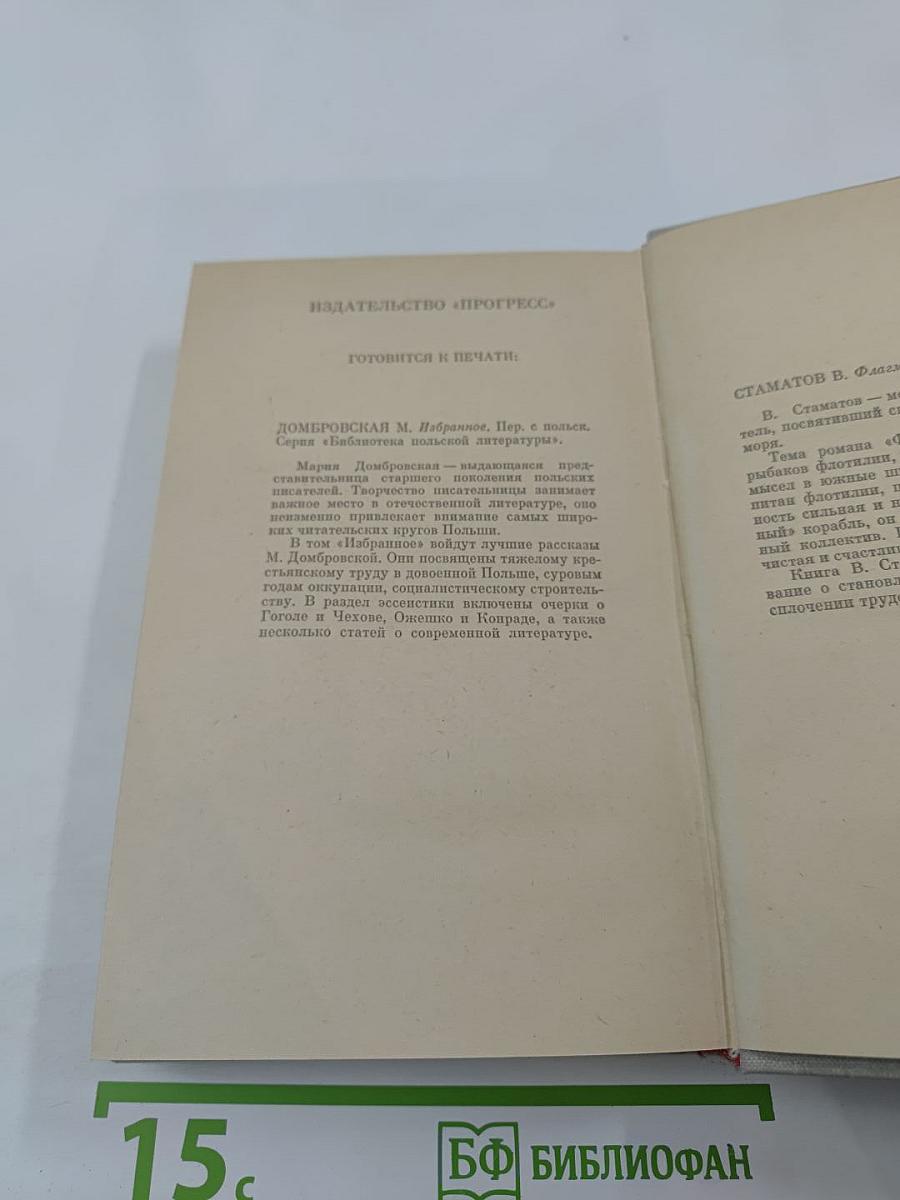 ИЗДАТЕЛЬСТВО «ПРОГРЕСС»
ГОТОВИТСЯ К ПЕЧАТИ:
ДОМБРОВСКАЯ М. Избранное. Пер. с польск.
Серия «Библиотека польской литературы».
Мария Домбровская — выдающаяся пред-
ставительница старшего поколения польских
писателей. Творчество писательницы занимает
важное место в отечественной литературе, оно
неизменно привлекает внимание самых широ-
ких читательских кругов Польши.
В том «Избранное» войдут лучшие рассказы
М. Домбровской. Они посвящены тяжелому кре-
стьянскому труду в довоенной Польше, суровым
годам оккупации, социалистическому строитель-
ству. В раздел эссеистики включены очерки о
Гоголе и Чехове, Ожешко и Конраде, а также
несколько статей о современной литературе.
СТАМАТОВ В. Флагм
В. Стаматов — мо
тель, посвятивший с
моря.
Тема романа «Ф
рыбаков флотилии,
мысел в южные ш
питан флотилии, п
ность сильная и н
ный» корабль, он
ный коллектив.
чистая и счастли
Книга В. Ст
вание о становл
сплочении труд
15 с
БФ БИБЛИОФАН